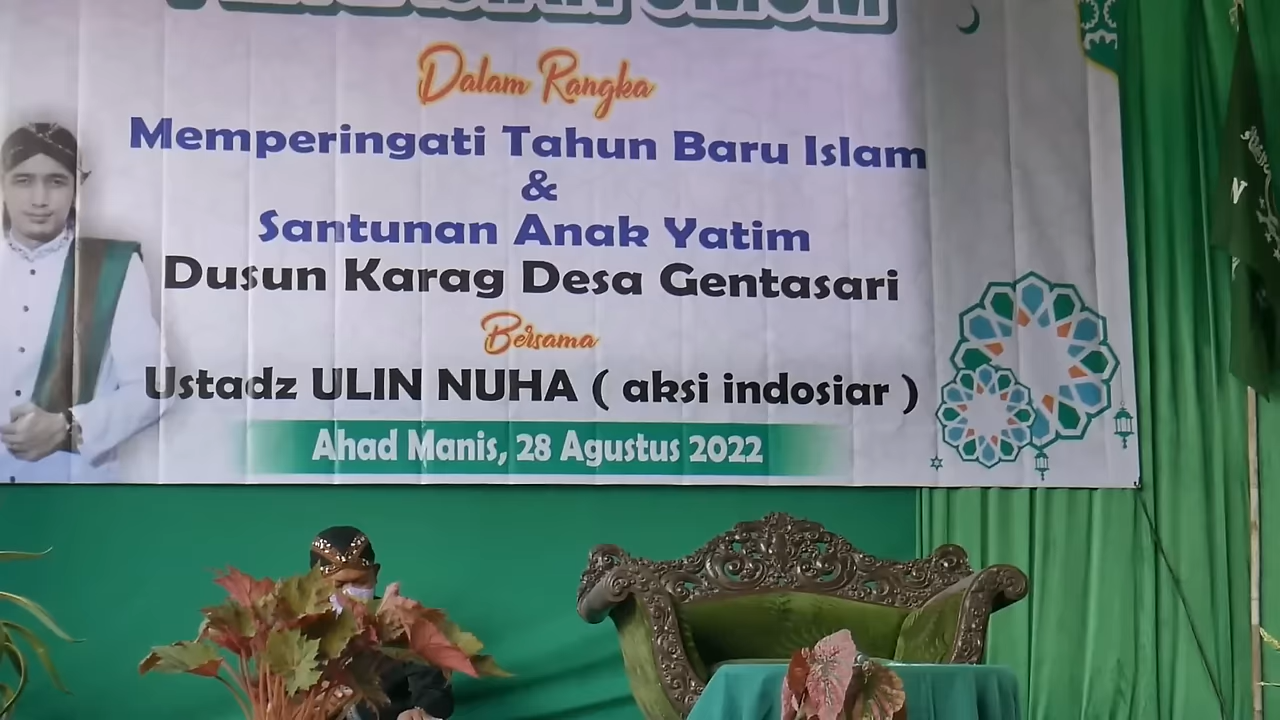 UMUM
Dalam Rangka
Memperingati Tahun Baru Islam
&
Santunan Anak Yatim
Dusun Karag Desa Gentasari
Bersama
Ustadz ULIN NUHA ( aksi indosiar )
Ahad Manis, 28 Agustus 2022